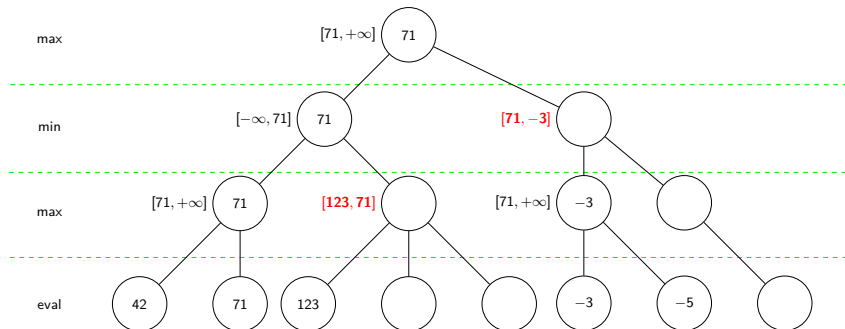 max [71, +∞] 71
min [−∞, 71] 71 [71, −3]
max [71, +∞] 71 [123, 71] [71, +∞] −3
eval 42 71 123 −3 −5